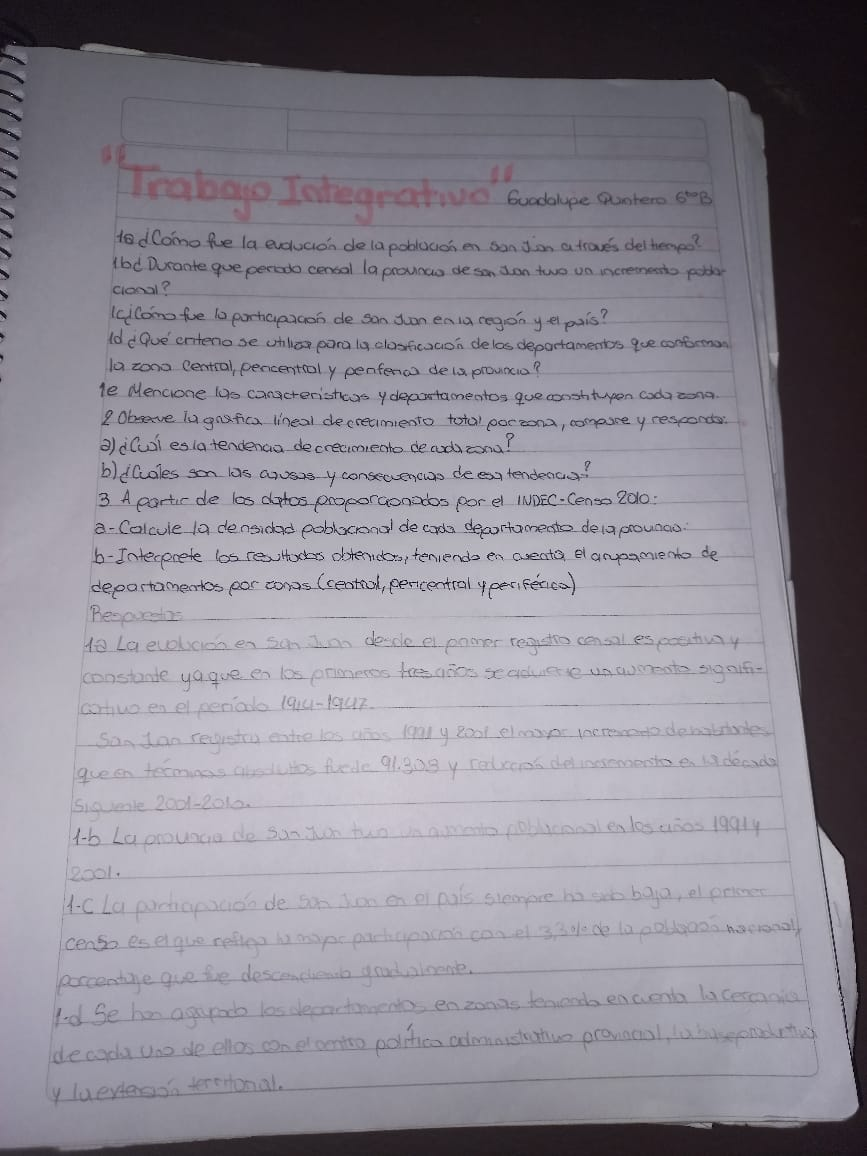 "Trabajo Integrativo" Guadalupe Quintero 6to B
1a ¿Cómo fue la evolución de la población en San Juan a través del tiempo?
1b ¿Durante que periodo censal la provincia de san Juan tuvo un incremento pobla-
cional?
1c ¿Cómo fue la participación de San Juan en la región y el país?
1d ¿Qué criterio se utiliza para la clasificación de los departamentos que conforman
la zona Central, pericentral y periferica de la provincia?
1e Mencione las caracteristicas y departamentos que constituyen cada zona.
2 Observe la grafica lineal de crecimiento total por zona, compare y responda:
a) ¿Cuál es la tendencia de crecimiento de cada zona?
b) ¿Cuáles son las causas y consecuencias de esa tendencia?
3 A partir de los datos proporcionados por el INDEC-Censo 2010:
a-Calcule la densidad poblacional de cada departamento de la provincia.
b-Interprete los resultados obtenidos, teniendo en cuenta el agrupamiento de
departamentos por zonas (central, pericentral y periférica)
Respuestas
1a La evolución en San Juan desde el primer registro censal es positiva y
constante ya que en los primeros tres años se advierte un aumento signifi-
cativo en el período 1914-1947.
San Juan registra entre los años 1991 y 2001 el mayor incremento de habitantes
que en términos absolutos fue de 91.308 y reducción del incremento en la década
siguiente 2001-2010.
1-b La provincia de San Juan tuvo un aumento poblacional en los años 1991 y
2001.
1-C La participación de San Juan en el país siempre ha sido baja, el primer
censo es el que refleja la mayor participación con el 3,3% de la población nacional,
porcentaje que fue descendiendo gradualmente.
1-d Se han agrupado los departamentos en zonas teniendo en cuenta la cercanía
de cada uno de ellos con el centro político administrativo provincial, la base productiva
y la extensión territorial.